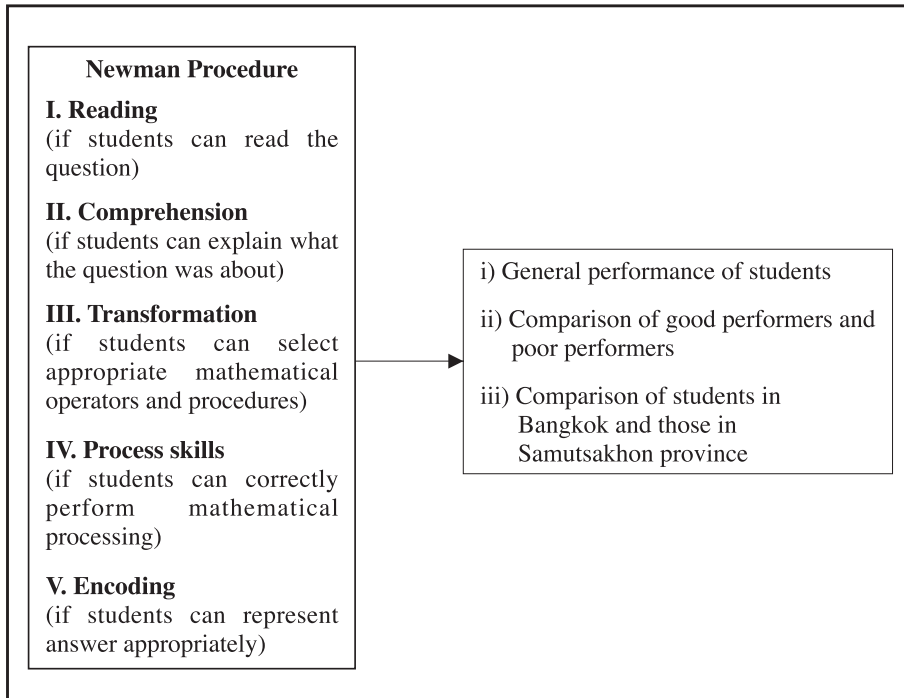 Newman Procedure
I. Reading
(if students can read the
question)
II. Comprehension
(if students can explain what
the question was about)
III. Transformation
(if students can select
appropriate mathematical
operators and procedures)
IV. Process skills
(if students can correctly
perform mathematical
processing)
V. Encoding
(if students can represent
answer appropriately)
i) General performance of students
ii) Comparison of good performers and
poor performers
iii) Comparison of students in
Bangkok and those in
Samutsakhon province